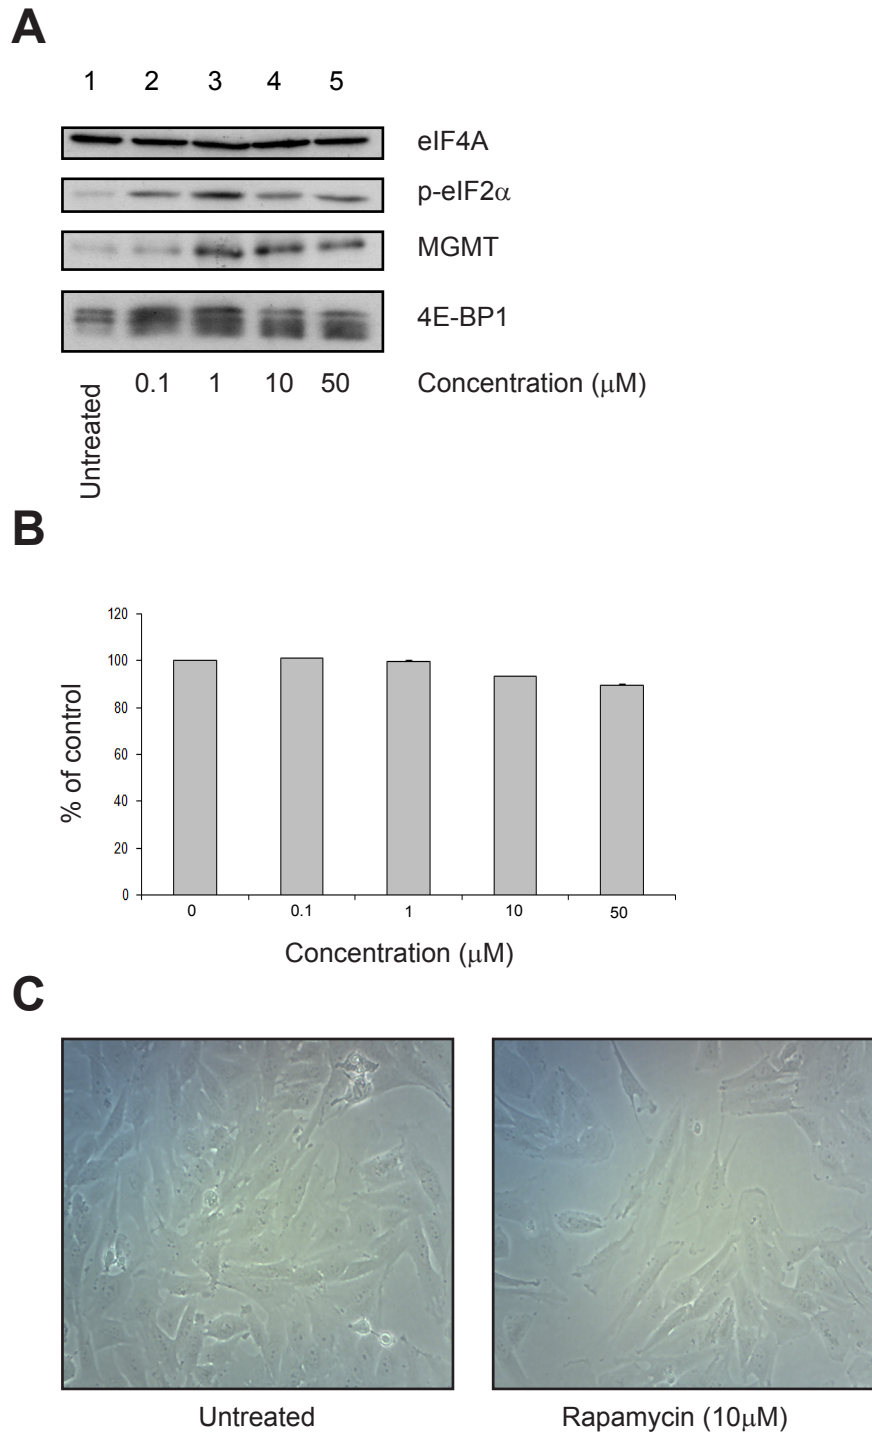 A
1 2 3 4 5
eIF4A
p-eIF2α
MGMT
4E-BP1
Untreated 0.1 1 10 50 Concentration (μM)
B
120
100
80
60
40
20
0
% of control
0 0.1 1 10 50
Concentration (μM)
C
Untreated Rapamycin (10μM)